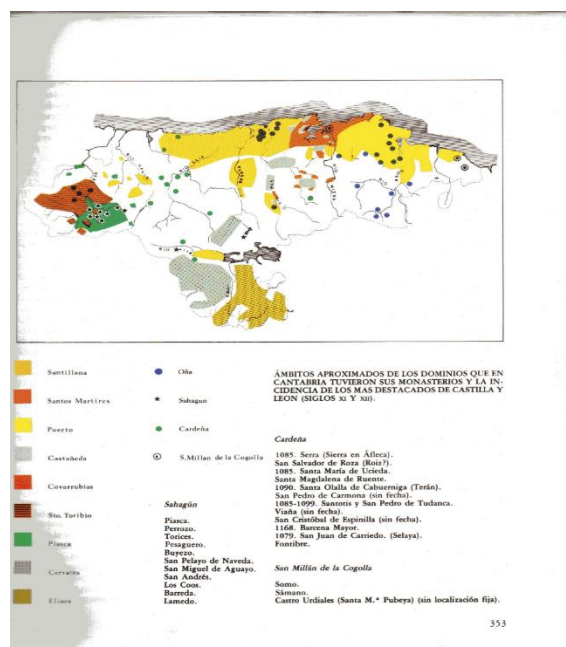 Santillana
Santos Martires
Puerto
Castañeda
Covarrubias
Sto. Toribio
Piasca
Cervatos
Elines
Oña
Sahagun
Cardeña
S.Millan de la Cogolla
ÁMBITOS APROXIMADOS DE LOS DOMINIOS QUE EN
CANTABRIA TUVIERON SUS MONASTERIOS Y LA IN-
CIDENCIA DE LOS MAS DESTACADOS DE CASTILLA Y
LEON (SIGLOS XI Y XII).
Sahagún
Piasca.
Perrozo.
Torices.
Pesaguero.
Buyezo.
San Pelayo de Naveda.
San Miguel de Aguayo.
San Andrés.
Los Coos.
Barreda.
Lamedo.
Cardeña
1085. Serra (Sierra en Áfleca).
San Salvador de Roza (Roiz?).
1085. Santa María de Ucieda.
Santa Magdalena de Ruente.
1090. Santa Olalla de Cabuerniga (Terán).
San Pedro de Carmona (sin fecha).
1085-1099. Santotis y San Pedro de Tudanca.
Viaña (sin fecha).
San Cristóbal de Espinilla (sin fecha).
1168. Barcena Mayor.
1079. San Juan de Carriedo. (Selaya).
Fontibre.
San Millán de la Cogolla
Somo.
Sámano.
Castro Urdiales (Santa M.ª Pubeya) (sin localización fija).
353